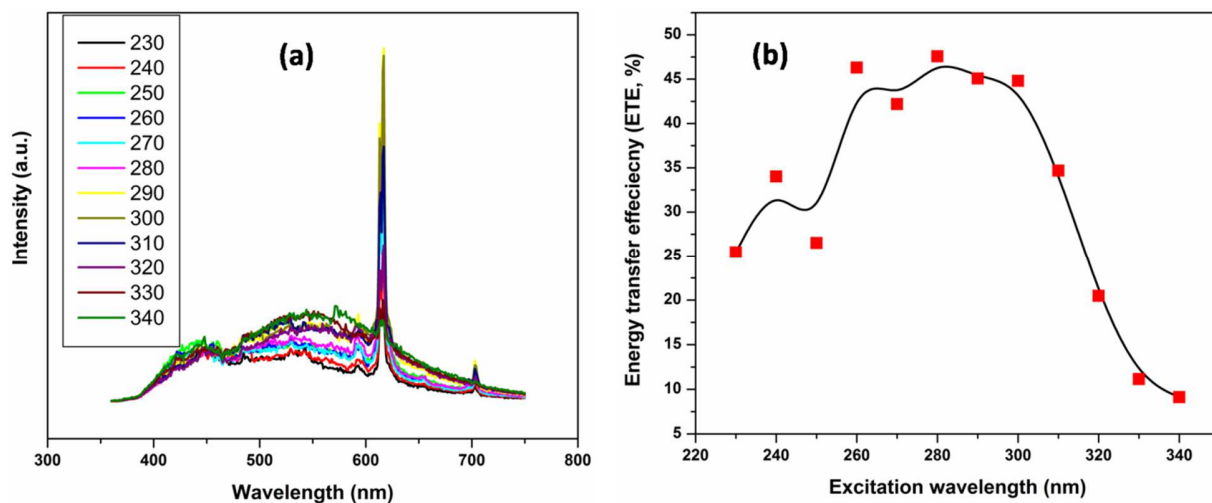 (a)
230
240
250
260
270
280
290
300
310
320
330
340
Intensity (a.u.)
300 400 500 600 700 800
Wavelength (nm)
(b)
50
45
40
35
30
25
20
15
10
5
Energy transfer effeciecny (ETE, %)
220 240 260 280 300 320 340
Excitation wavelength (nm)